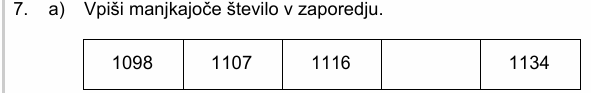 7. a) Vpiši manjkajoče število v zaporedju.
1098 1107 1116 1134